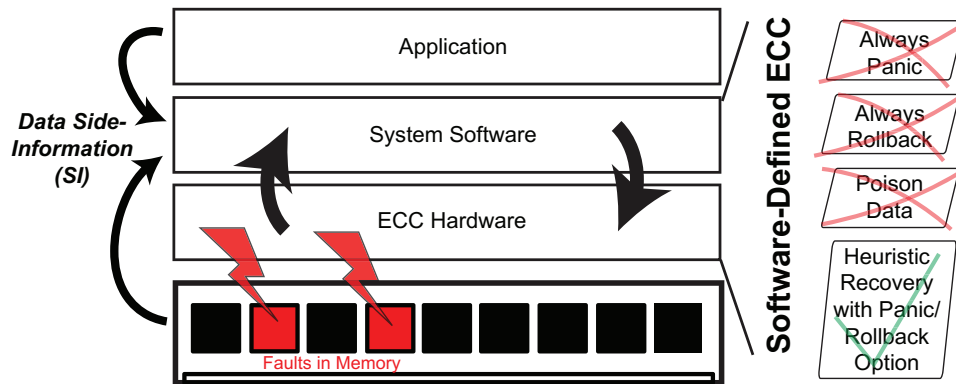 Application
Data Side-
Information
(SI)
System Software
ECC Hardware
Faults in Memory
Software-Defined ECC
Always
Panic
Always
Rollback
Poison
Data
Heuristic
Recovery
with Panic/
Rollback
Option